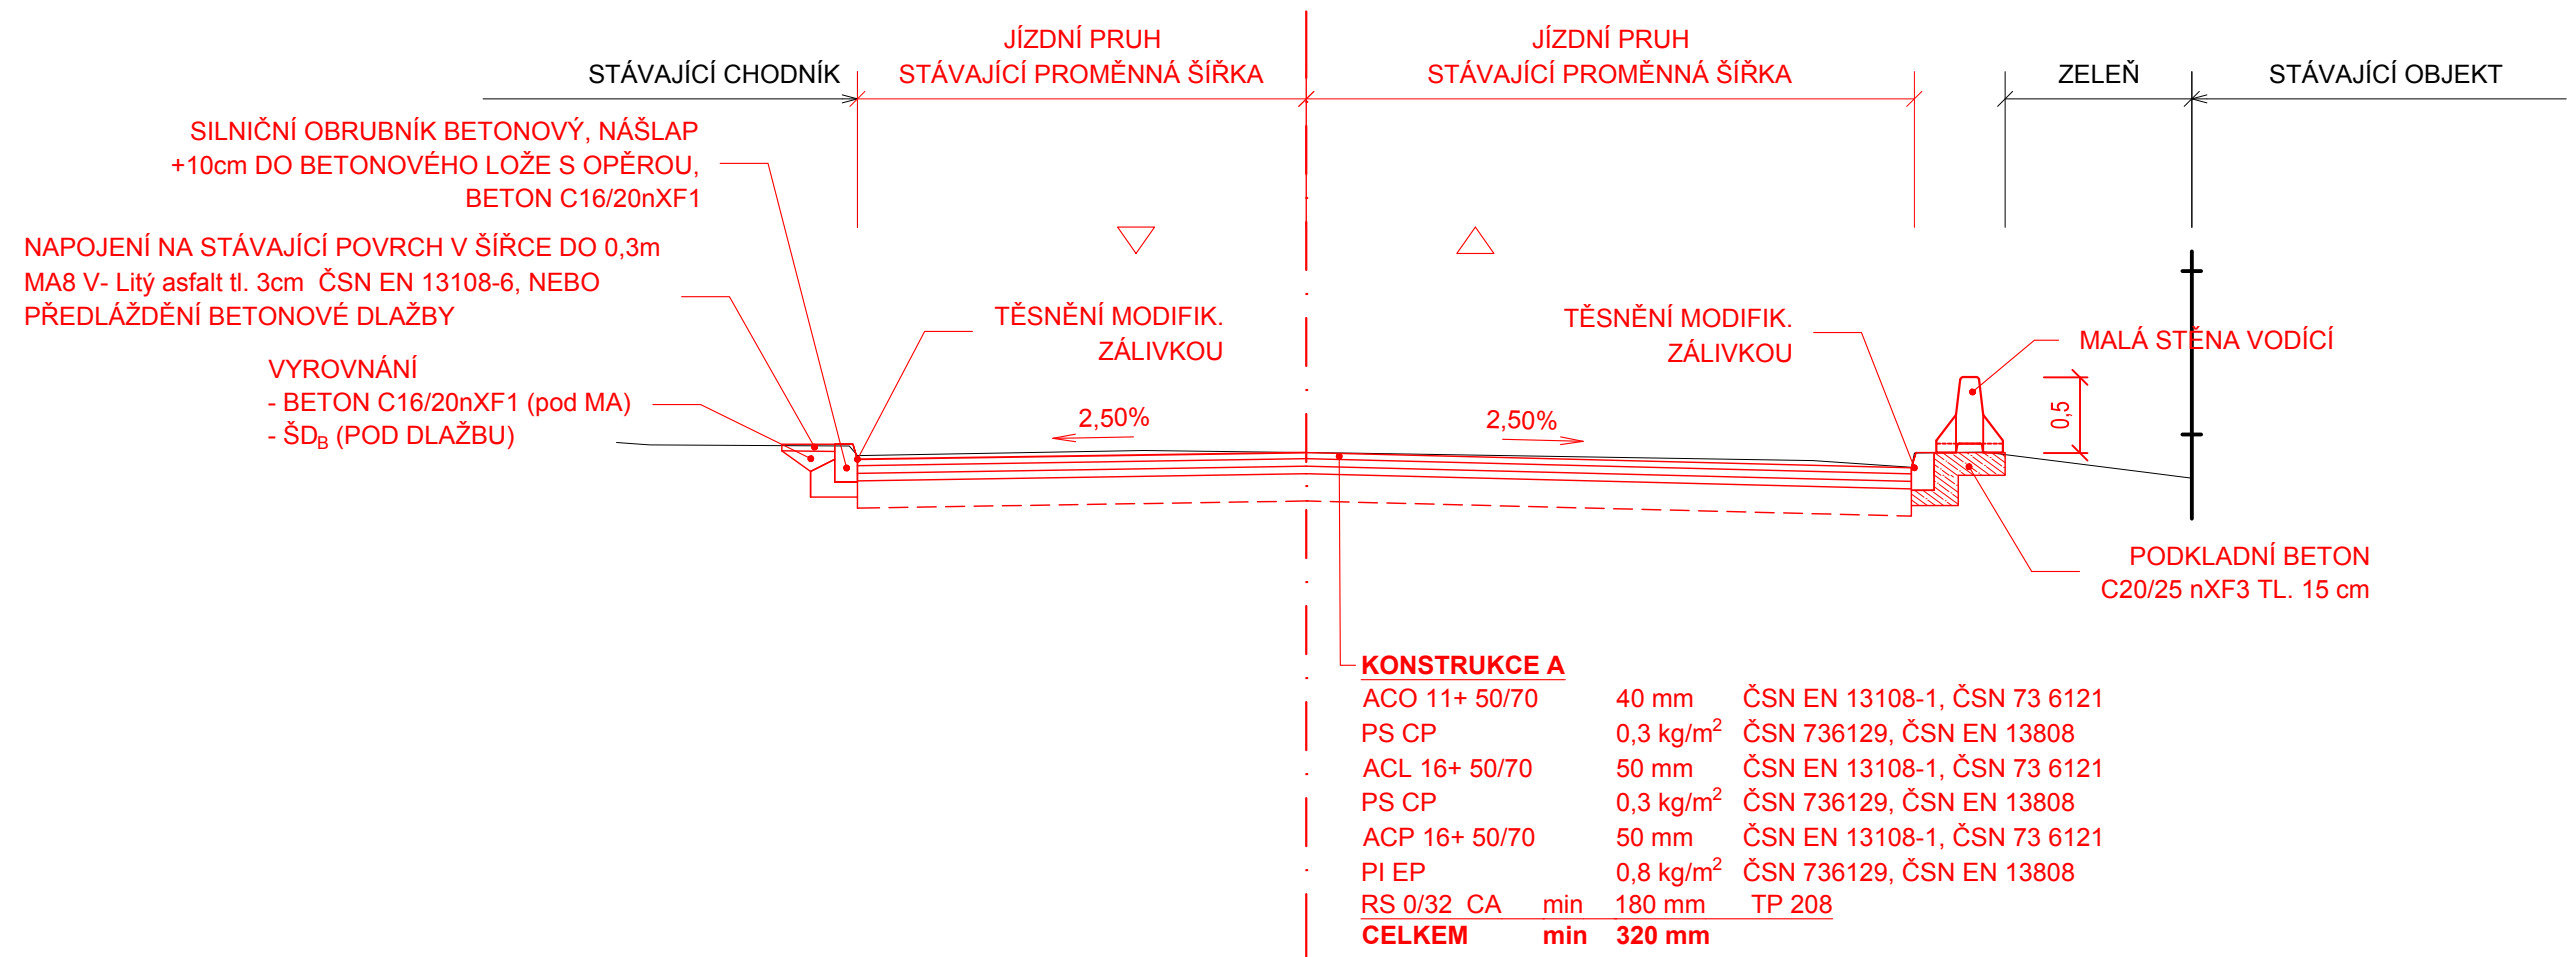 STÁVAJÍCÍ CHODNÍK
JÍZDNÍ PRUH
STÁVAJÍCÍ PROMĚNNÁ ŠÍŘKA
JÍZDNÍ PRUH
STÁVAJÍCÍ PROMĚNNÁ ŠÍŘKA
ZELEŇ
STÁVAJÍCÍ OBJEKT
SILNIČNÍ OBRUBNÍK BETONOVÝ, NÁŠLAP
+10cm DO BETONOVÉHO LOŽE S OPĚROU,
BETON C16/20nXF1
NAPOJENÍ NA STÁVAJÍCÍ POVRCH V ŠÍŘCE DO 0,3m
MA8 V- Litý asfalt tl. 3cm ČSN EN 13108-6, NEBO
PŘEDLÁŽDĚNÍ BETONOVÉ DLAŽBY
VYROVNÁNÍ
- BETON C16/20nXF1 (pod MA)
- ŠDB (POD DLAŽBU)
TĚSNĚNÍ MODIFIK.
ZÁLIVKOU
TĚSNĚNÍ MODIFIK.
ZÁLIVKOU
MALÁ STĚNA VODÍCÍ
0,5
2,50%
2,50%
PODKLADNÍ BETON
C20/25 nXF3 TL. 15 cm
KONSTRUKCE A
ACO 11+ 50/70 40 mm ČSN EN 13108-1, ČSN 73 6121
PS CP 0,3 kg/m² ČSN 736129, ČSN EN 13808
ACL 16+ 50/70 50 mm ČSN EN 13108-1, ČSN 73 6121
PS CP 0,3 kg/m² ČSN 736129, ČSN EN 13808
ACP 16+ 50/70 50 mm ČSN EN 13108-1, ČSN 73 6121
PI EP 0,8 kg/m² ČSN 736129, ČSN EN 13808
RS 0/32 CA min 180 mm TP 208
CELKEM min 320 mm